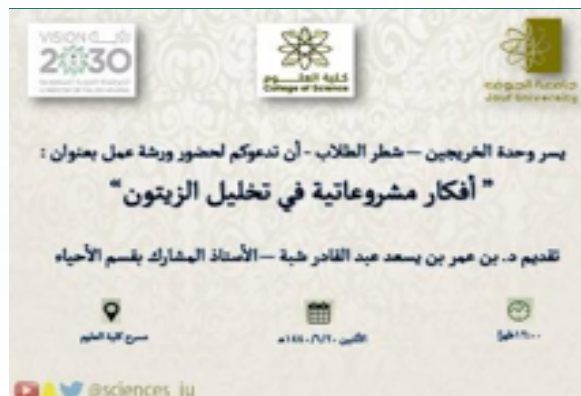 VISION رؤية
2030
كلية العلوم
College of Science
جامعة الجوف
Jouf University
يسر وحدة الخريجين – شطر الطلاب - أن تدعوكم لحضور ورشة عمل بعنوان :
” أفكار مشروعاتية في تخليل الزيتون “
تقديم د. بن عمر بن يسعد عبد القادر شبة – الأستاذ المشارك بقسم الأحياء
مسرح كلية العلوم
@sciences_ju